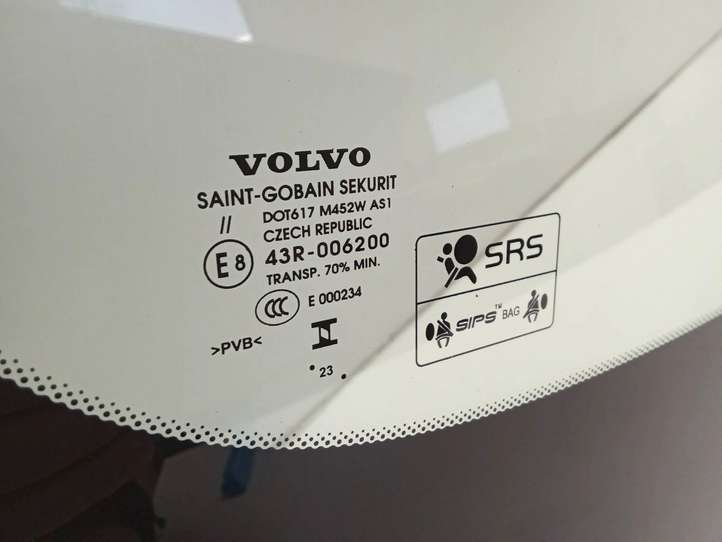 VOLVO
SAINT-GOBAIN SEKURIT
//
DOT617 M452W AS1
CZECH REPUBLIC
E8
43R-006200
TRANSP. 70% MIN.
CCC
E 000234
>PVB<
. 23 .
SRS
SIPS™ BAG